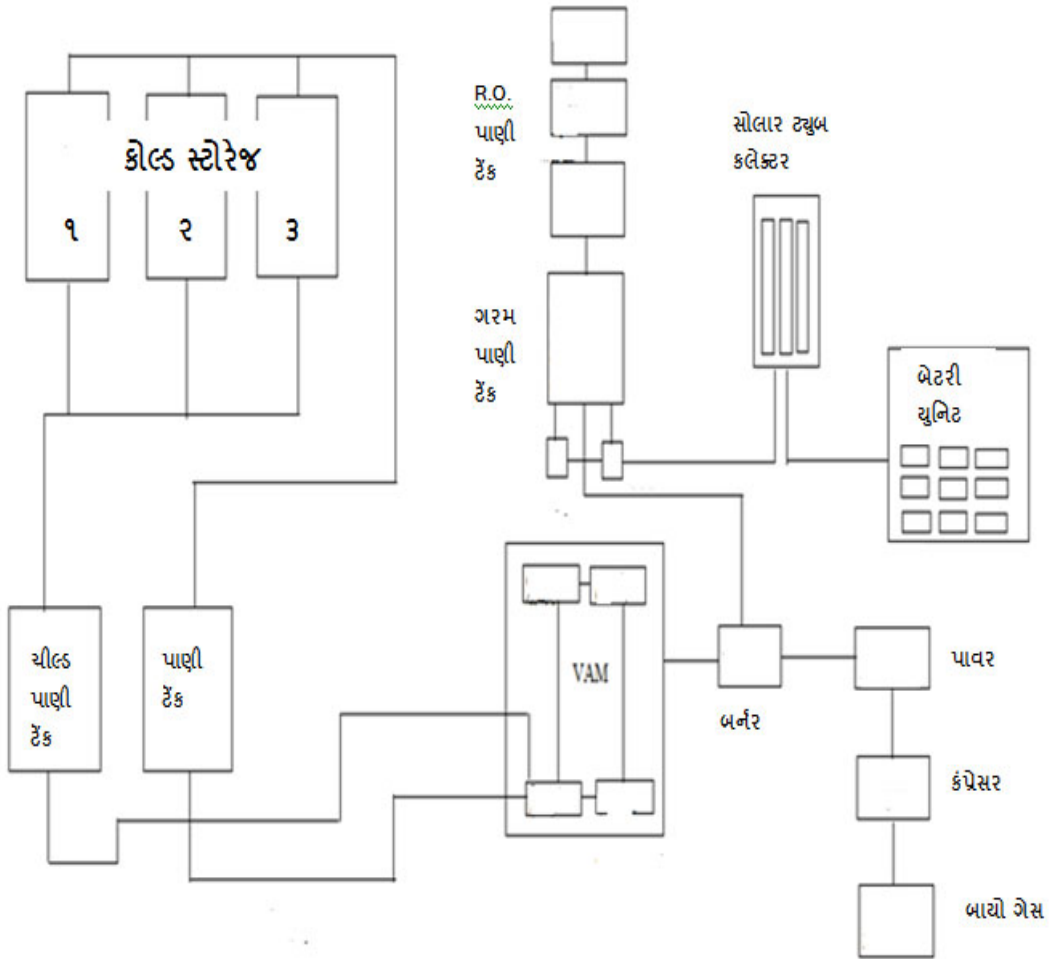 કોલ્ડ સ્ટોરેજ
૧ ૨ ૩
R.O.
પાણી
ટેંક
ગરમ
પાણી
ટેંક
સોલાર ટ્યુબ
કલેક્ટર
બેટરી
યુનિટ
ચીલ્ડ
પાણી
ટેંક
પાણી
ટેંક
VAM
બર્નર
પાવર
કંપ્રેસર
બાયો ગેસ